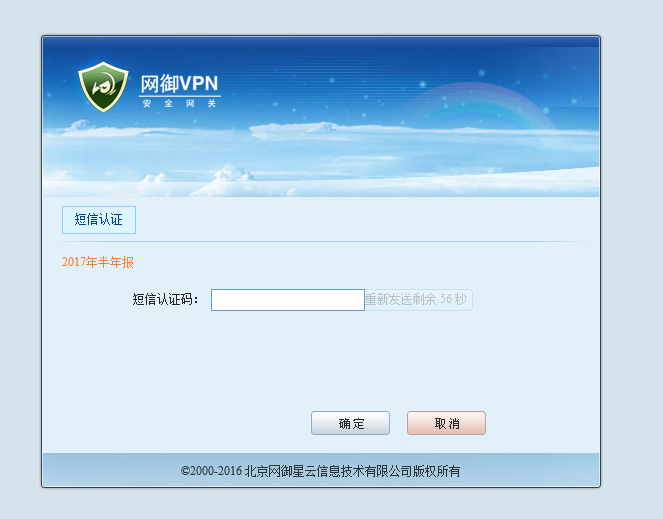 网御VPN
安全网关
短信认证
2017年半年报
短信认证码： 重新发送剩余 56 秒
确定 取消
©2000-2016 北京网御星云信息技术有限公司版权所有